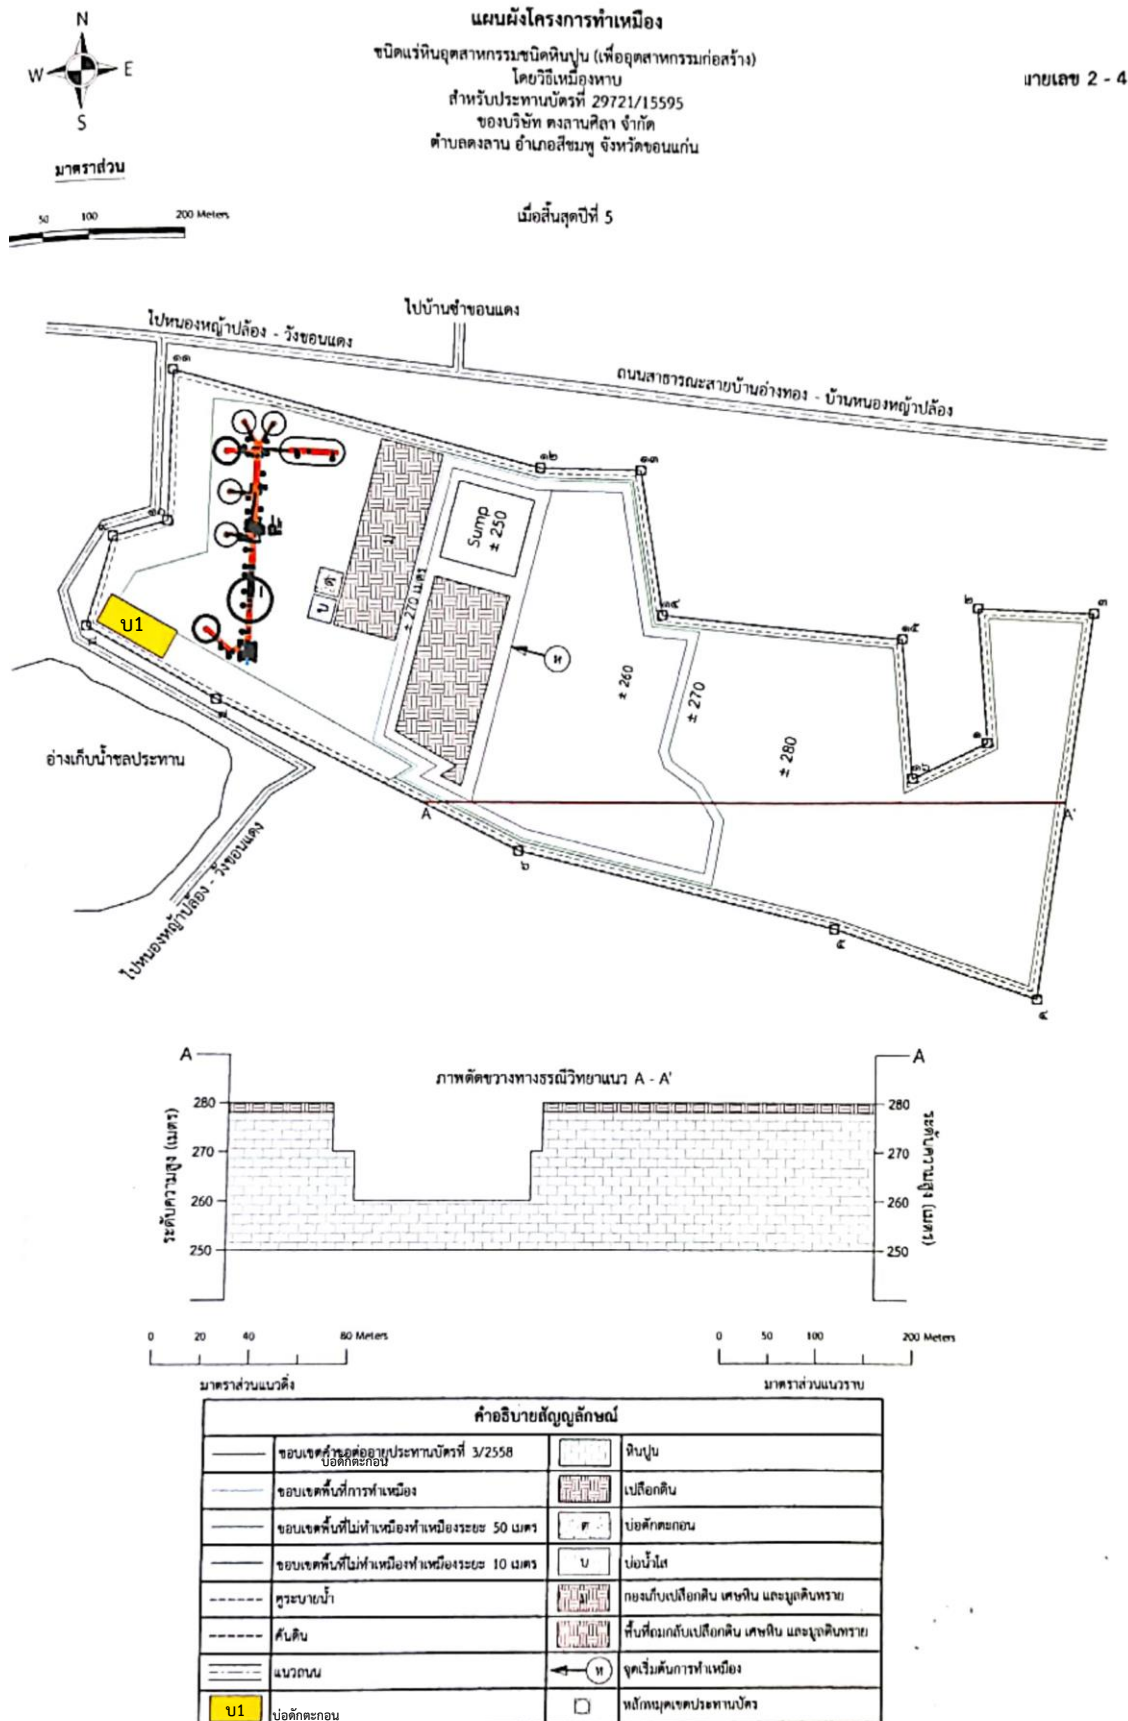 แผนผังโครงการทำเหมือง
ชนิดแร่หินอุตสาหกรรมชนิดหินปูน (เพื่ออุตสาหกรรมก่อสร้าง)
โดยวิธีเหมืองหาบ
สำหรับประทานบัตรที่ 29721/15595
ของบริษัท ดงลานศิลา จำกัด
ตำบลดงลาน อำเภอสีชมพู จังหวัดขอนแก่น
มายเลข 2 - 4
N
W
E
S
มาตราส่วน
50 100 200 Meters
เมื่อสิ้นสุดปีที่ 5
ไปบ้านซำขอนแดง
ไปหนองหญ้าปล้อง - วังขอนแดง
ถนนสาธารณะสายบ้านอ่างทอง - บ้านหนองหญ้าปล้อง
๑๑
๑๒
๑๓
Sump
± 250
ม
± 270 เมตร
ต
บ
๒
๓
๑๔
๑๕
บ1
ห
± 260
± 270
± 280
๑
๑๖
อ่างเก็บน้ำชลประทาน
A
A'
๖
ไปหนองหญ้าปล้อง - วังขอนแดง
๕
๔
A
A
ภาพตัดขวางทางธรณีวิทยาแนว A - A'
ระดับความสูง (เมตร)
280
270
260
250
280
270
260
250
ระดับความสูง (เมตร)
0 20 40 80 Meters
0 50 100 200 Meters
มาตราส่วนแนวดิ่ง
มาตราส่วนแนวราบ
คำอธิบายสัญญลักษณ์
ขอบเขตคำขอต่ออายุประทานบัตรที่ 3/2558
หินปูน
บ่อดักตะกอน
ขอบเขตพื้นที่การทำเหมือง
เปลือกดิน
ขอบเขตพื้นที่ไม่ทำเหมืองทำเหมืองระยะ 50 เมตร
ต
บ่อดักตะกอน
ขอบเขตพื้นที่ไม่ทำเหมืองทำเหมืองระยะ 10 เมตร
บ
บ่อน้ำใส
คูระบายน้ำ
ม
กองเก็บเปลือกดิน เศษหิน และมูลดินทราย
คันดิน
พื้นที่ถมกลับเปลือกดิน เศษหิน และมูลดินทราย
แนวถนน
ห
จุดเริ่มต้นการทำเหมือง
บ1
บ่อดักตะกอน
หลักหมุดเขตประทานบัตร